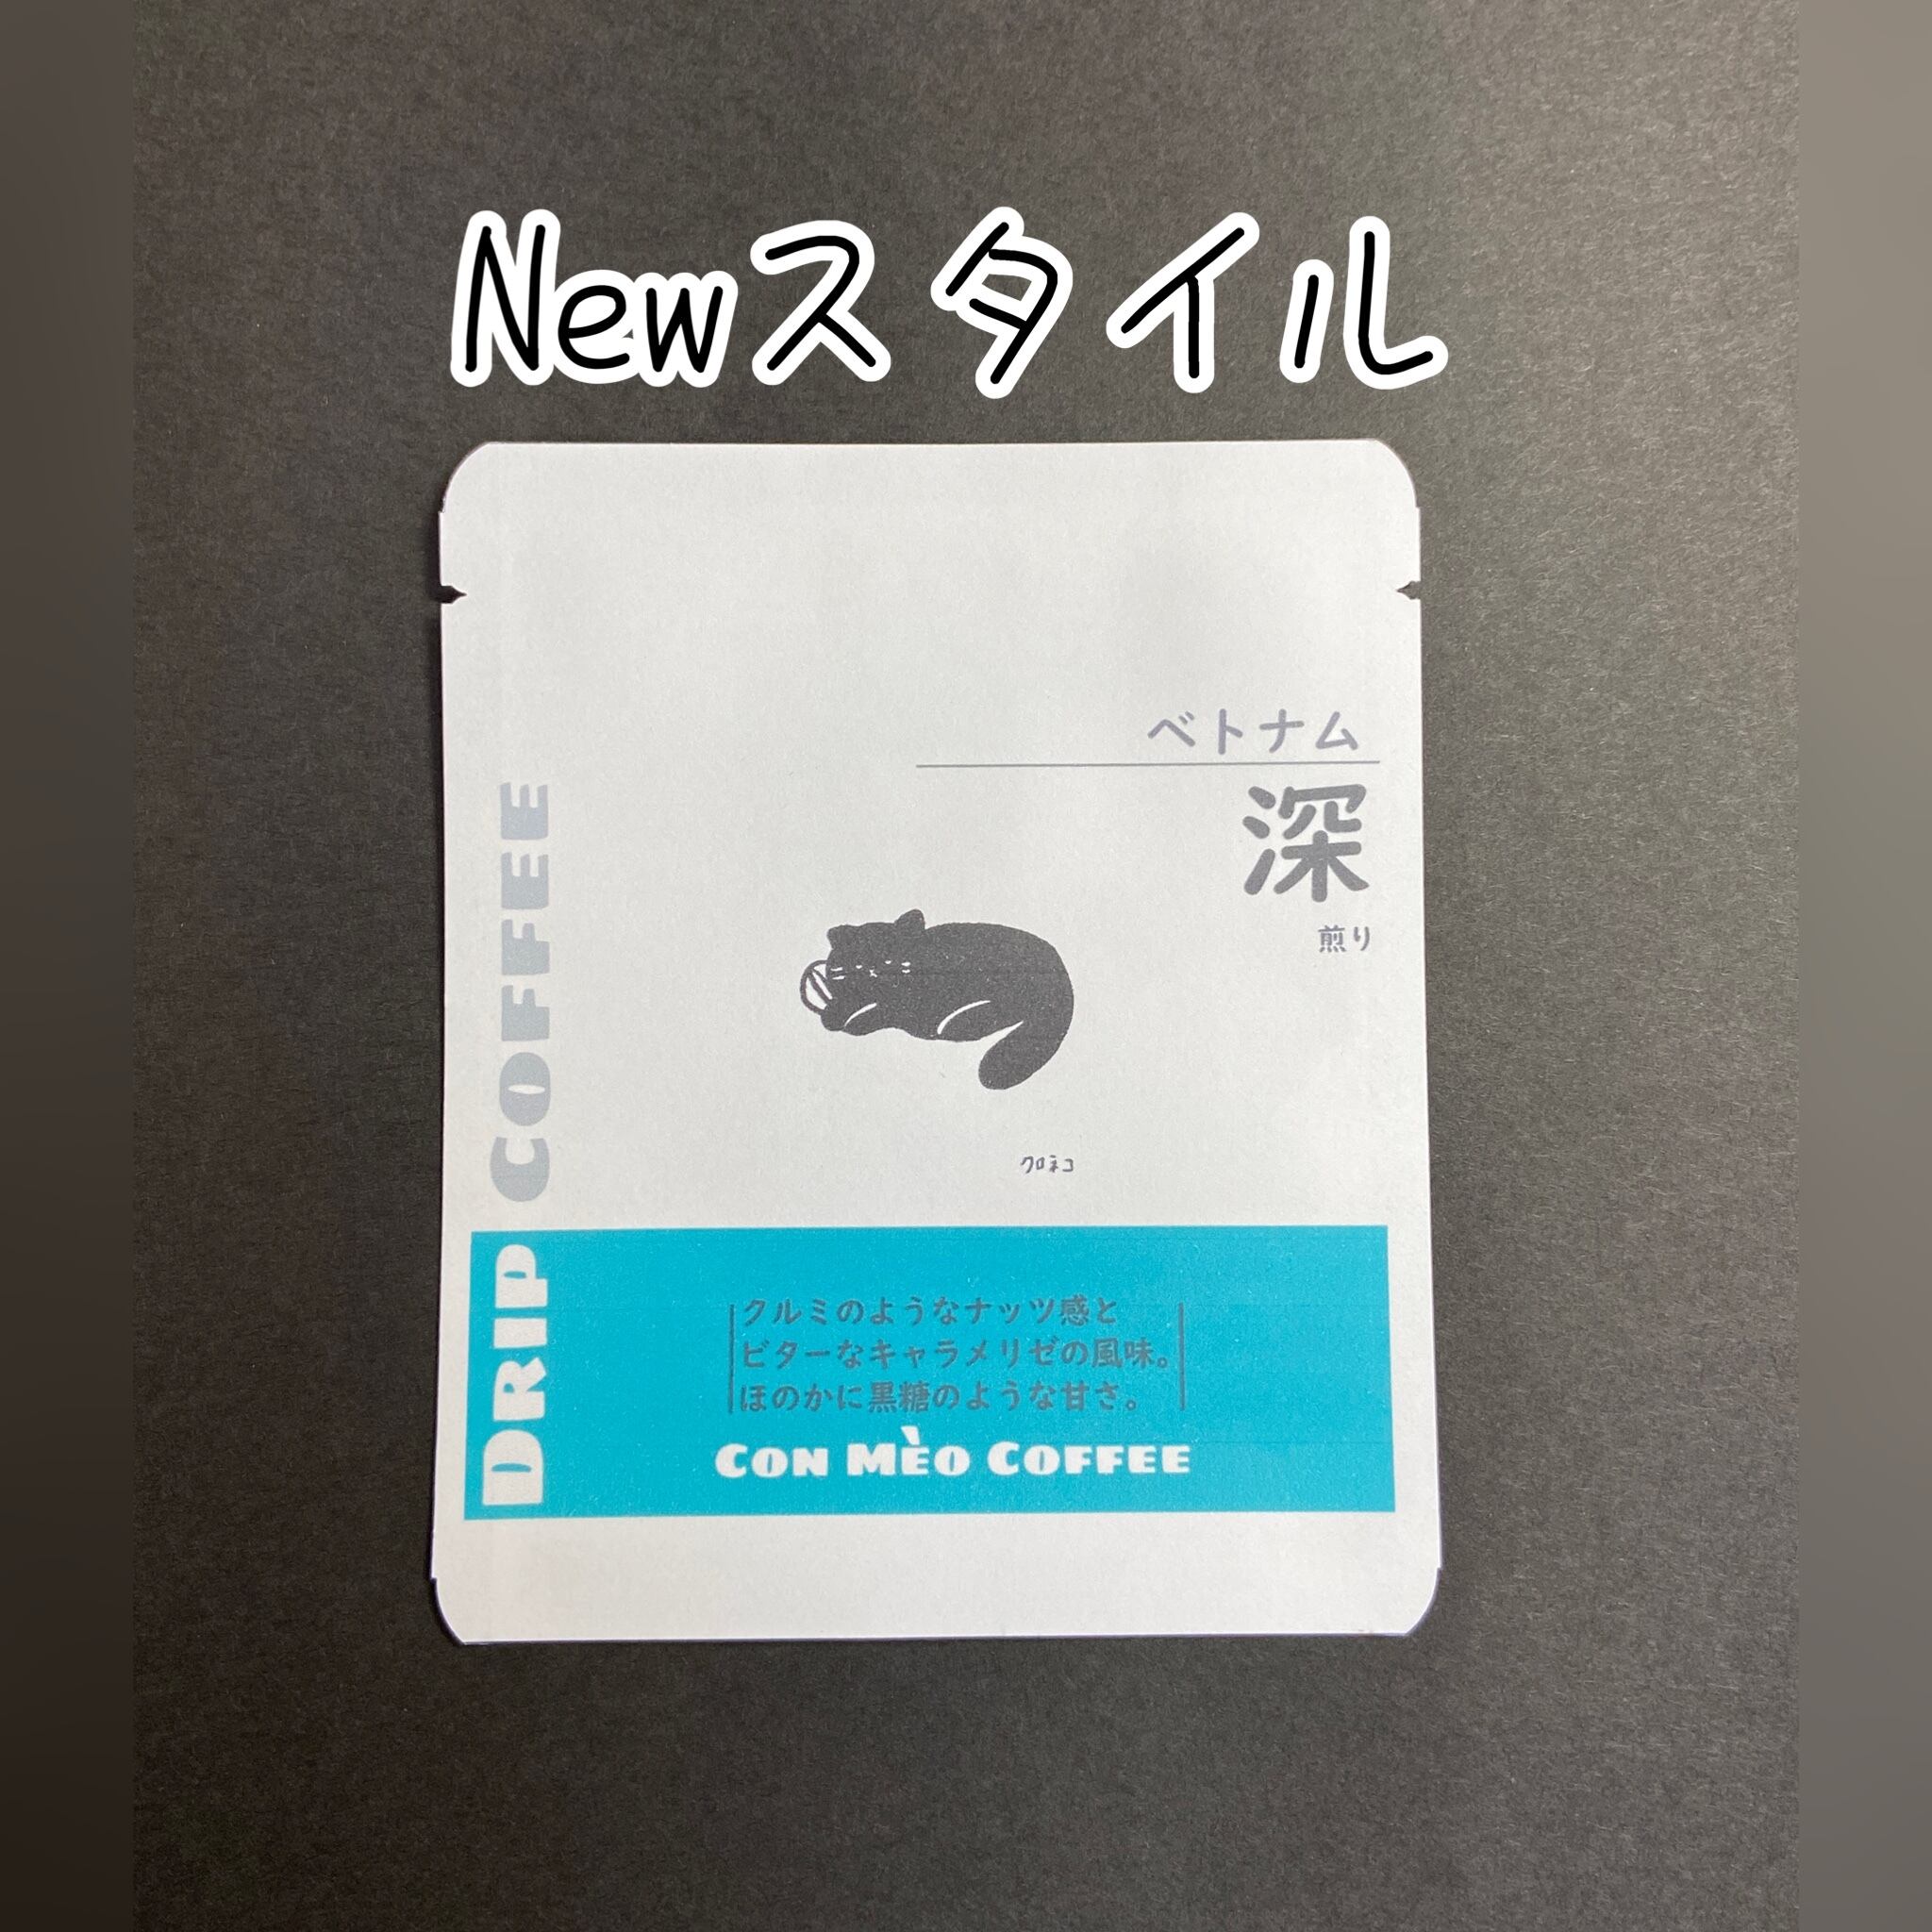 Newスタイル
ベトナム
深
煎り
クロネコ
DRIP COFFEE
クルミのようなナッツ感と
ビターなキャラメリゼの風味。
ほのかに黒糖のような甘さ。
CON MÈO COFFEE